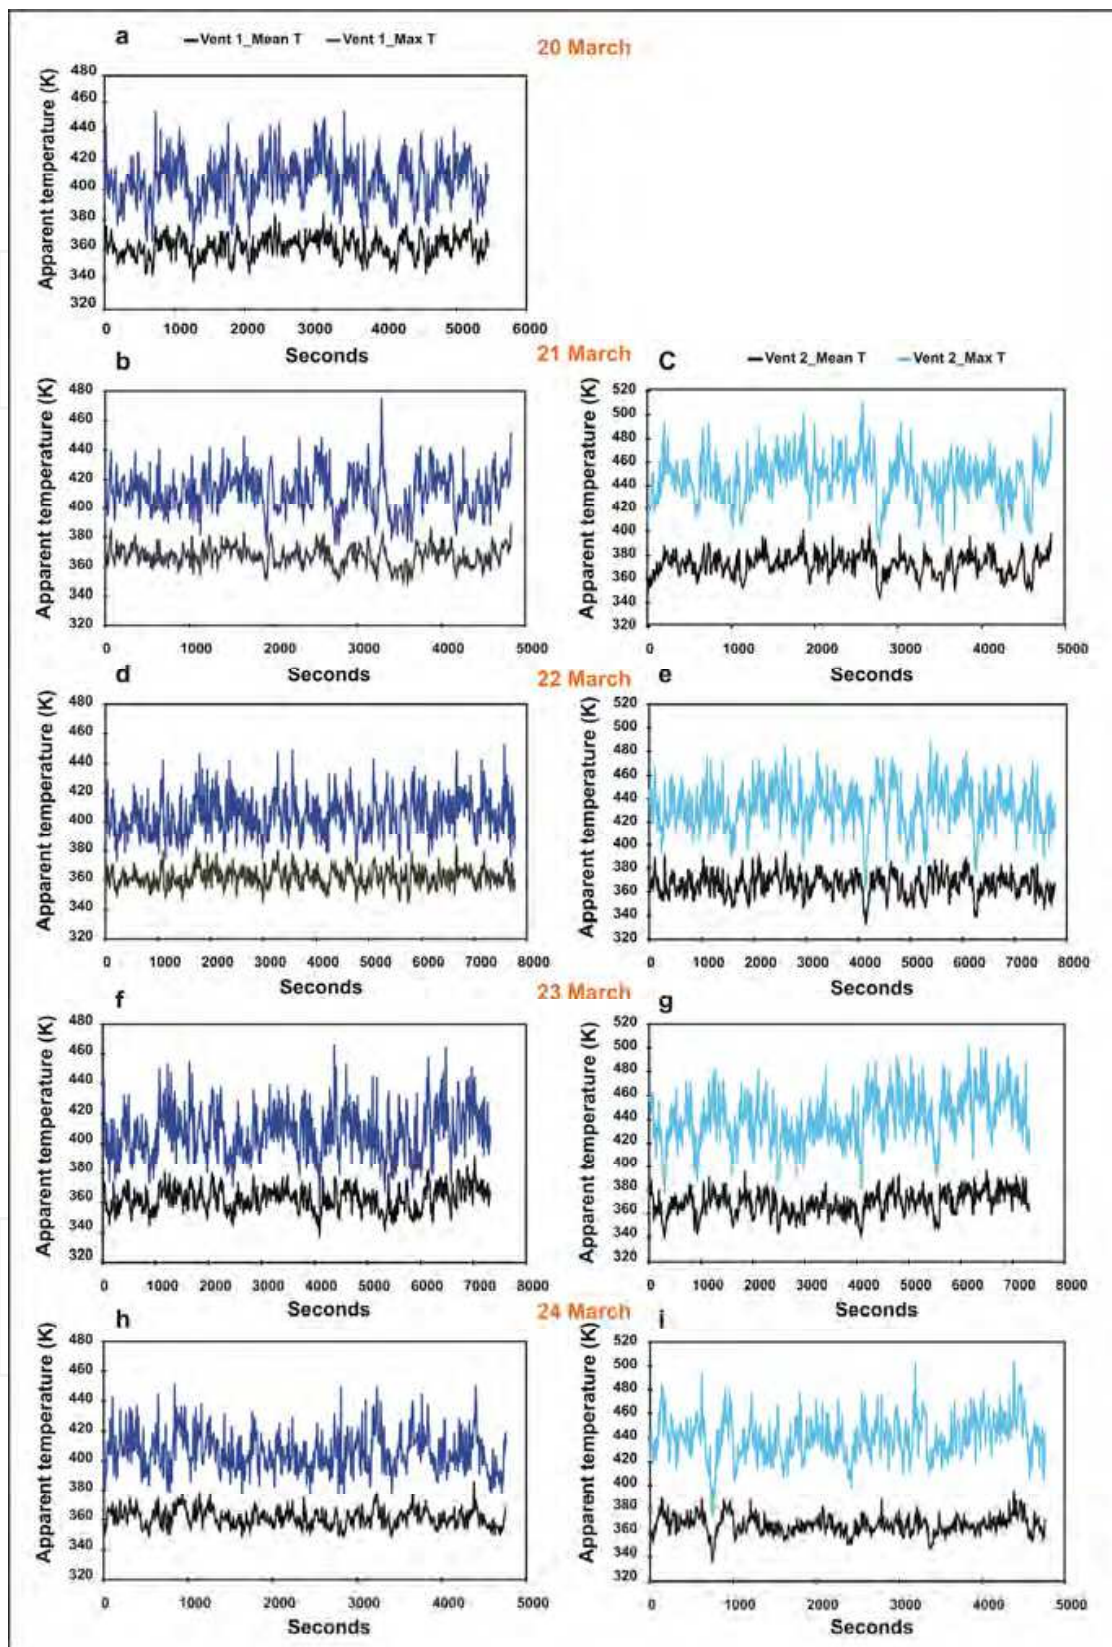 a
Vent 1_Mean T Vent 1_Max T
20 March
Apparent temperature (K)
480
440
420
400
380
360
340
320
0 1000 2000 3000 4000 5000 6000
Seconds
21 March
b
Apparent temperature (K)
480
460
440
420
400
380
360
340
320
0 1000 2000 3000 4000 5000
Seconds
C
Vent 2_Mean T Vent 2_Max T
Apparent temperature (K)
520
500
480
460
440
420
400
380
360
340
320
0 1000 2000 3000 4000 5000
Seconds
22 March
d
Apparent temperature (K)
480
460
440
420
400
380
360
340
320
0 1000 2000 3000 4000 5000 6000 7000 8000
Seconds
e
Apparent temperature (K)
520
500
480
460
430
400
380
360
340
320
0 1000 2000 3000 4000 5000 6000 7000 8000
Seconds
23 March
f
Apparent temperature (K)
480
460
440
420
400
380
360
340
320
0 1000 2000 3000 4000 5000 6000 7000 8000
Seconds
g
Apparent temperature (K)
520
500
480
460
440
420
400
380
360
340
320
0 1000 2000 3000 4000 5000 6000 7000 8000
Seconds
24 March
h
Apparent temperature (K)
480
460
440
420
400
380
360
340
320
0 1000 2000 3000 4000 5000
Seconds
i
Apparent temperature (K)
520
500
480
460
440
420
400
380
360
340
320
0 1000 2000 3000 4000 5000
Seconds